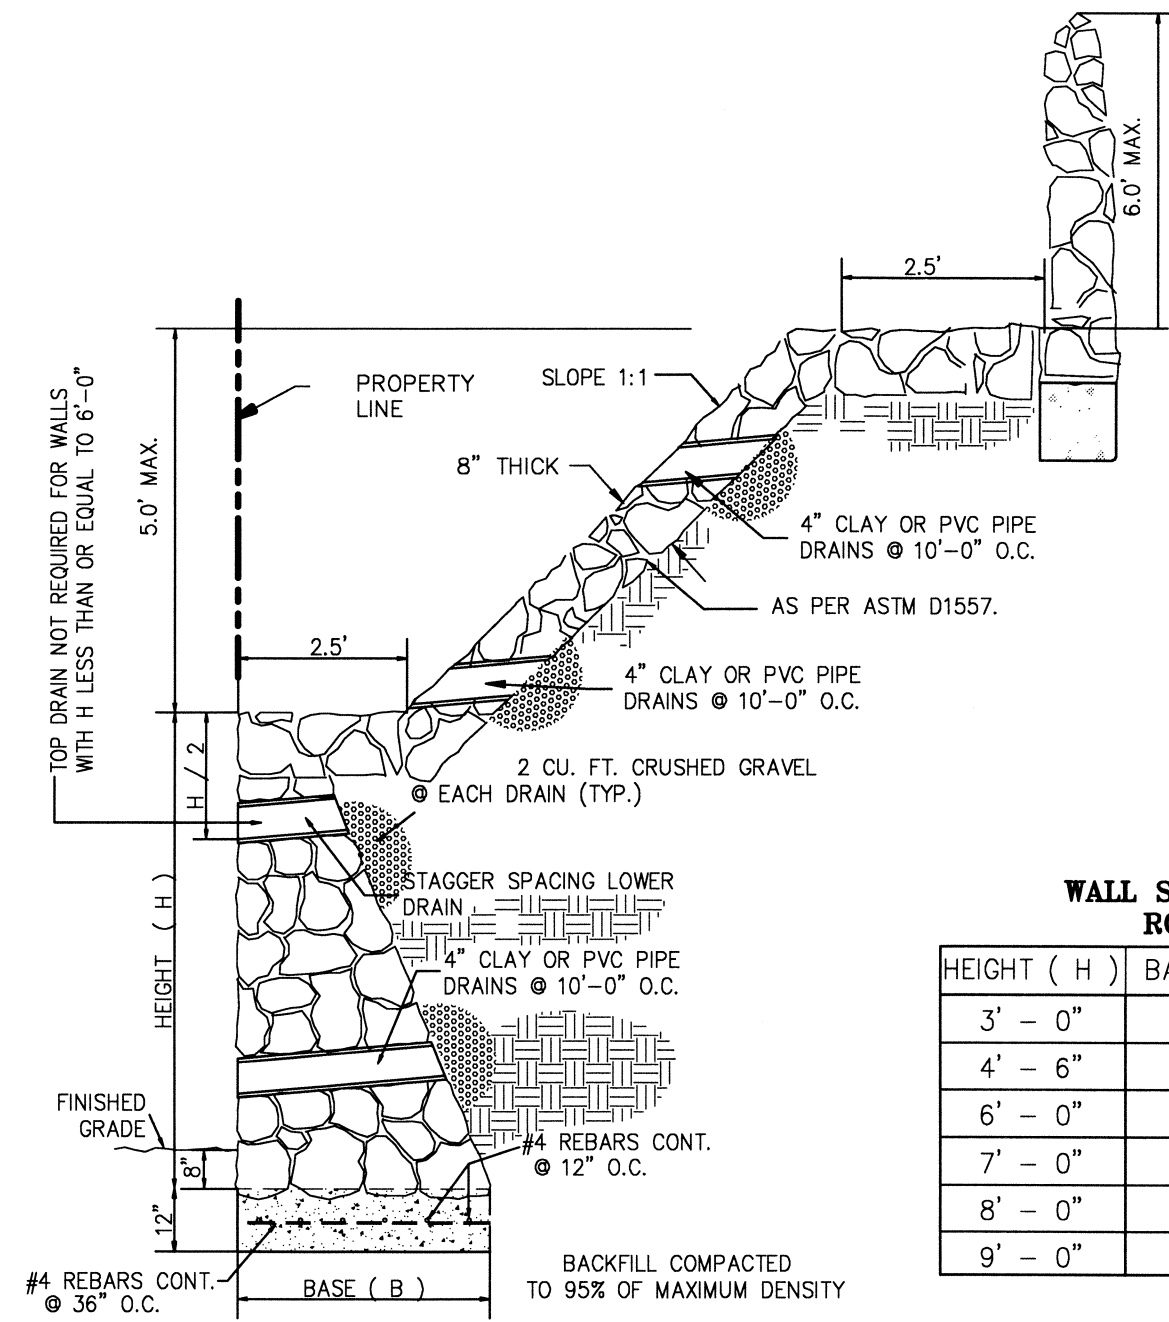 6.0' MAX.
2.5'
PROPERTY
LINE
SLOPE 1:1
TOP DRAIN NOT REQUIRED FOR WALLS
WITH H LESS THAN OR EQUAL TO 6'-0"
5.0' MAX.
8" THICK
4" CLAY OR PVC PIPE
DRAINS @ 10'-0" O.C.
AS PER ASTM D1557.
2.5'
4" CLAY OR PVC PIPE
DRAINS @ 10'-0" O.C.
H / 2
2 CU. FT. CRUSHED GRAVEL
@ EACH DRAIN (TYP.)
STAGGER SPACING LOWER
DRAIN
HEIGHT ( H )
4" CLAY OR PVC PIPE
DRAINS @ 10'-0" O.C.
FINISHED
GRADE
8"
#4 REBARS CONT.
@ 12" O.C.
12"
#4 REBARS CONT.
@ 36" O.C.
BASE ( B )
BACKFILL COMPACTED
TO 95% OF MAXIMUM DENSITY
WALL S
RO
HEIGHT ( H ) BA
3' - 0"
4' - 6"
6' - 0"
7' - 0"
8' - 0"
9' - 0"